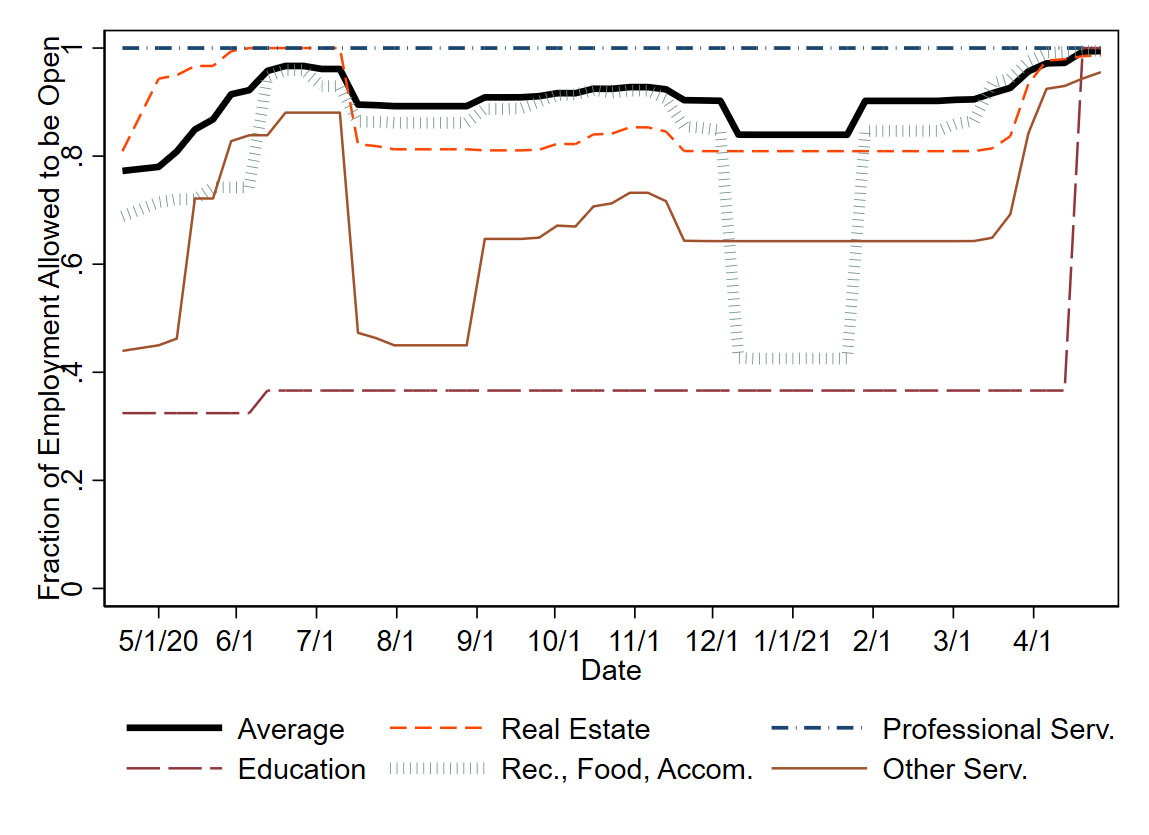 Fraction of Employment Allowed to be Open
1
.8
.6
.4
.2
0
5/1/20 6/1 7/1 8/1 9/1 10/1 11/1 12/1 1/1/21 2/1 3/1 4/1
Date
Average Real Estate Professional Serv.
Education Rec., Food, Accom. Other Serv.